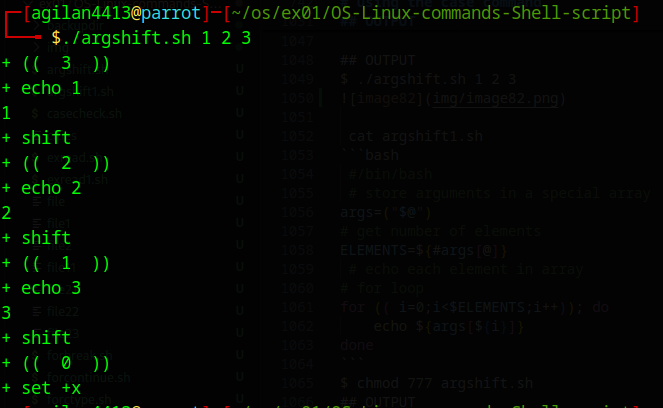 ┌─[agilan4413@parrot]─[~/os/ex01/OS-Linux-commands-Shell-script]
└──╼ $./argshift.sh 1 2 3
+ ((  3  ))
+ echo 1
1
+ shift
+ ((  2  ))
+ echo 2
2
+ shift
+ ((  1  ))
+ echo 3
3
+ shift
+ ((  0  ))
+ set +x
casecheck.sh
file
file22
1047
1048 ## OUTPUT
1049 $ ./argshift.sh 1 2 3
1050 ![image82](img/image82.png)
1051
1052  cat argshift1.sh
1053 ```bash
1054  #/bin/bash
1055  # store arguments in a special array
1056 args=("$@")
1057 # get number of elements
1058 ELEMENTS=${#args[@]}
1059  # echo each element in array
1060 # for loop
1061 for (( i=0;i<$ELEMENTS;i++)); do
1062     echo ${args[${i}]}
1063 done
1064 ```
1065 $ chmod 777 argshift.sh
## OUTPUT